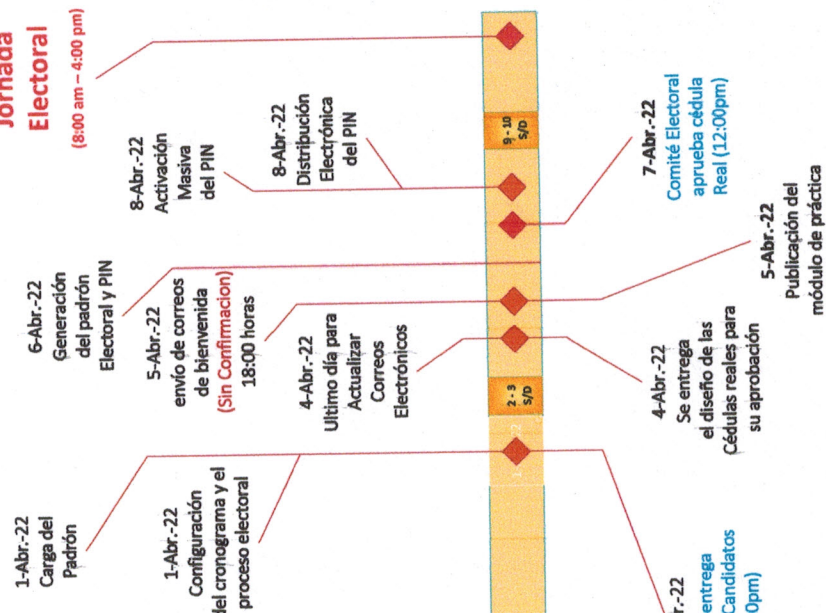 Jornada
Electoral
(8:00 am – 4:00 pm)
8-Abr.-22
Activación
Masiva
del PIN
8-Abr.-22
Distribución
Electrónica
del PIN
6-Abr.-22
Generación
del padrón
Electoral y PIN
5-Abr.-22
envío de correos
de bienvenida
(Sin Confirmacion)
18:00 horas
4-Abr.-22
Ultimo día para
Actualizar
Correos
Electrónicos
1-Abr.-22
Carga del
Padrón
1-Abr.-22
Configuración
del cronograma y el
proceso electoral
2 - 3
S/D
9 - 10
S/D
7-Abr.-22
Comité Electoral
aprueba cédula
Real (12:00pm)
5-Abr.-22
Publicación del
módulo de práctica
4-Abr.-22
Se entrega
el diseño de las
Cédulas reales para
su aprobación
r.-22
entrega
Candidatos
0pm)